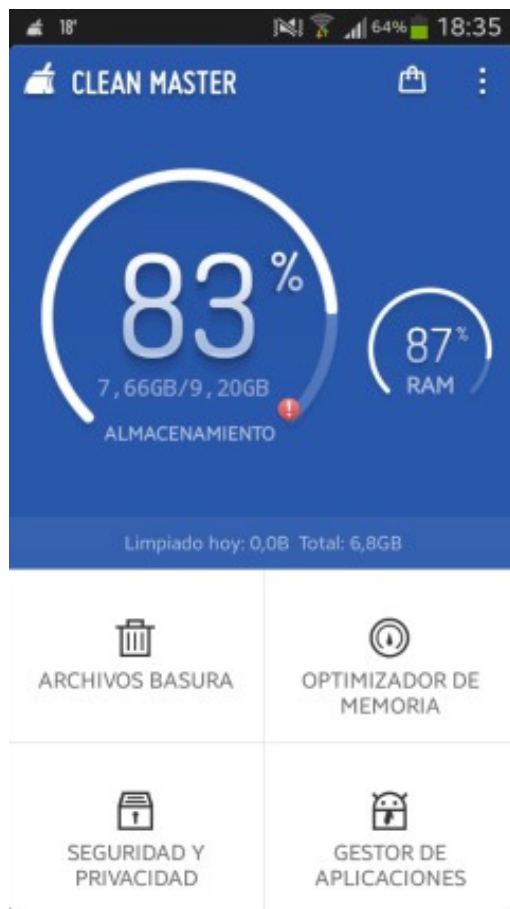 18' 64% 18:35
CLEAN MASTER
83%
7,66GB/9,20GB
ALMACENAMIENTO
87%
RAM
Limpiado hoy: 0,0B Total: 6,8GB
ARCHIVOS BASURA
OPTIMIZADOR DE
MEMORIA
SEGURIDAD Y
PRIVACIDAD
GESTOR DE
APLICACIONES